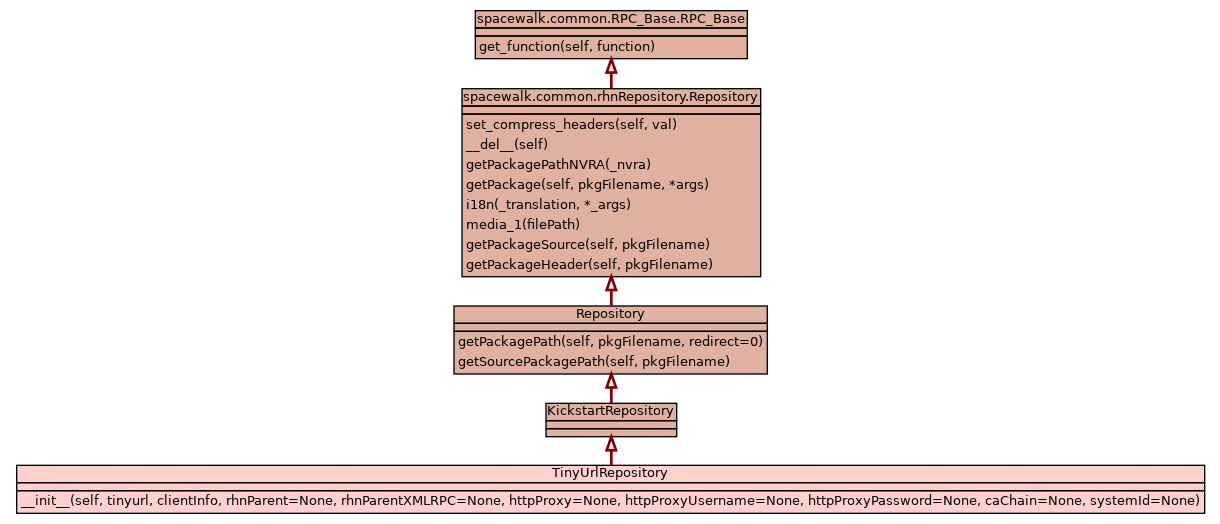 spacewalk.common.RPC_Base.RPC_Base
get_function(self, function)
spacewalk.common.rhnRepository.Repository
set_compress_headers(self, val)
__del__(self)
getPackagePathNVRA(_nvra)
getPackage(self, pkgFilename, *args)
i18n(_translation, *_args)
media_1(filePath)
getPackageSource(self, pkgFilename)
getPackageHeader(self, pkgFilename)
Repository
getPackagePath(self, pkgFilename, redirect=0)
getSourcePackagePath(self, pkgFilename)
KickstartRepository
TinyUrlRepository
__init__(self, tinyurl, clientInfo, rhnParent=None, rhnParentXMLRPC=None, httpProxy=None, httpProxyUsername=None, httpProxyPassword=None, caChain=None, systemId=None)